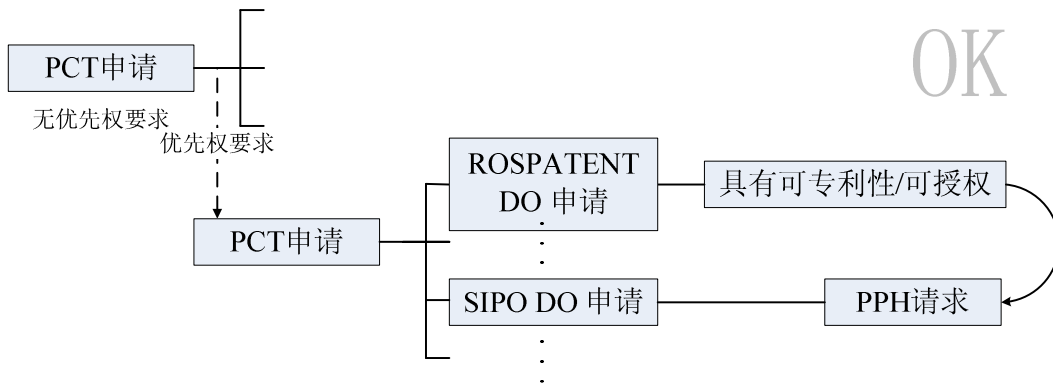 OK
PCT申请
无优先权要求
优先权要求
ROSPATENT
DO 申请
具有可专利性/可授权
PCT申请
SIPO DO 申请
PPH请求